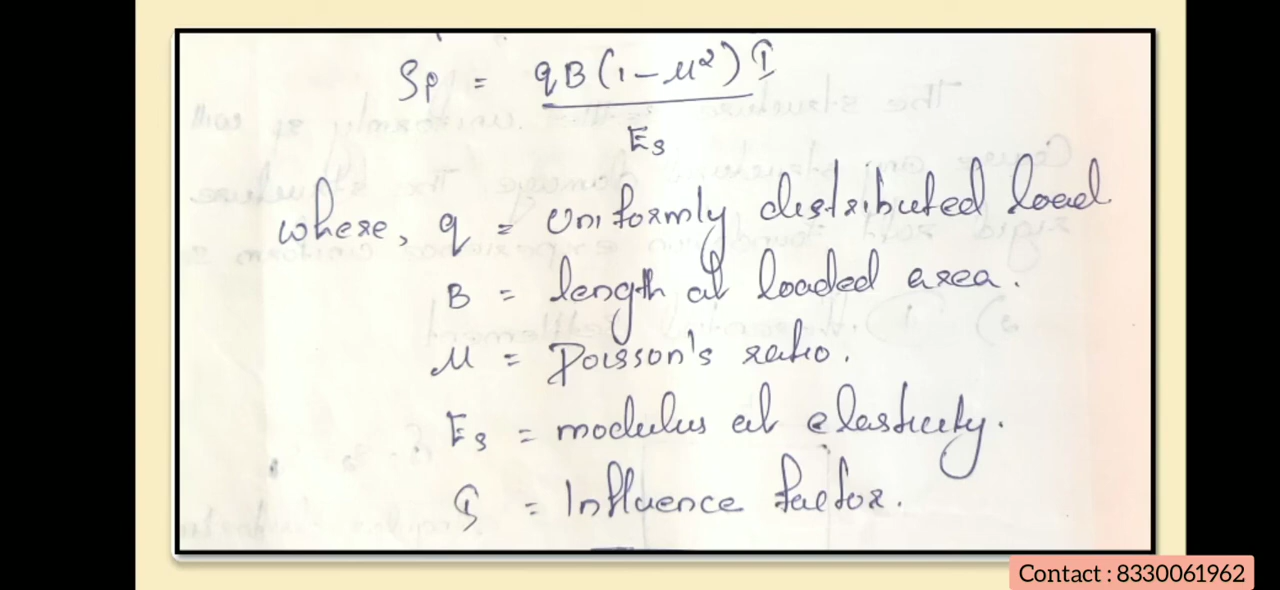 Sp = qB(1-μ²) I
Es
where, q = Uniformly distributed load
B = length of loaded area.
μ = Poisson's ratio.
Es = modulus of elasticity.
I = Influence factor.
Contact : 8330061962